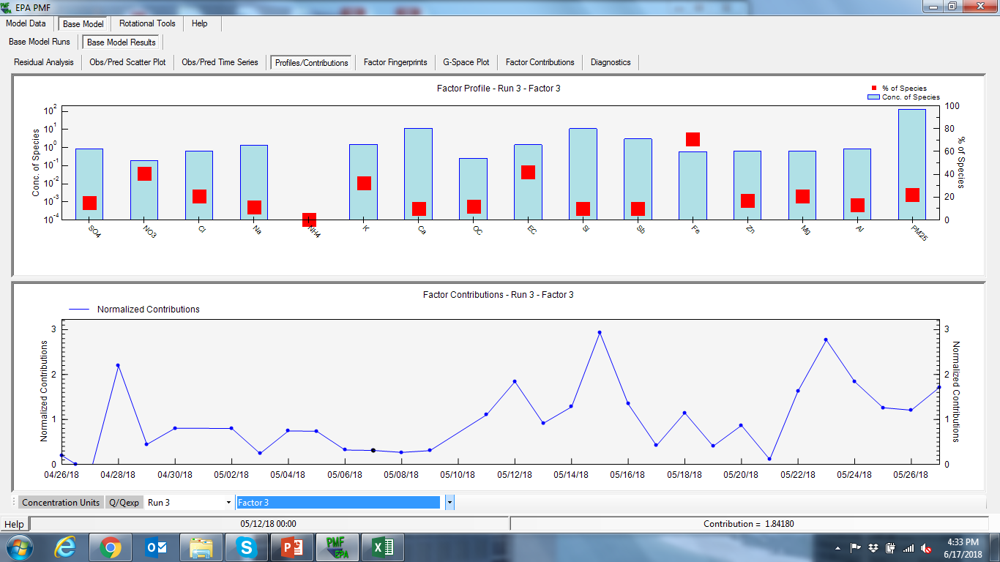 EPA PMF
Model Data Base Model Rotational Tools Help
Base Model Runs Base Model Results
Residual Analysis Obs/Pred Scatter Plot Obs/Pred Time Series Profiles/Contributions Factor Fingerprints G-Space Plot Factor Contributions Diagnostics
Factor Profile - Run 3 - Factor 3
% of Species
Conc. of Species
Conc. of Species
10^2
10^1
10^0
10^-1
10^-2
10^-3
10^-4
100
80
60
40
20
0
% of Species
SO4 NO3 Cl Na NH4 K Ca OC EC Si Sb Fe Zn Mg Al PM25
Factor Contributions - Run 3 - Factor 3
Normalized Contributions
Normalized Contributions
3
2
1
0
3
2
1
0
Normalized Contributions
04/26/18 04/28/18 04/30/18 05/02/18 05/04/18 05/06/18 05/08/18 05/10/18 05/12/18 05/14/18 05/16/18 05/18/18 05/20/18 05/22/18 05/24/18 05/26/18
Concentration Units Q/Qexp Run 3 Factor 3
Help 05/12/18 00:00 Contribution = 1.84180
PMF
EPA
4:33 PM
6/17/2018